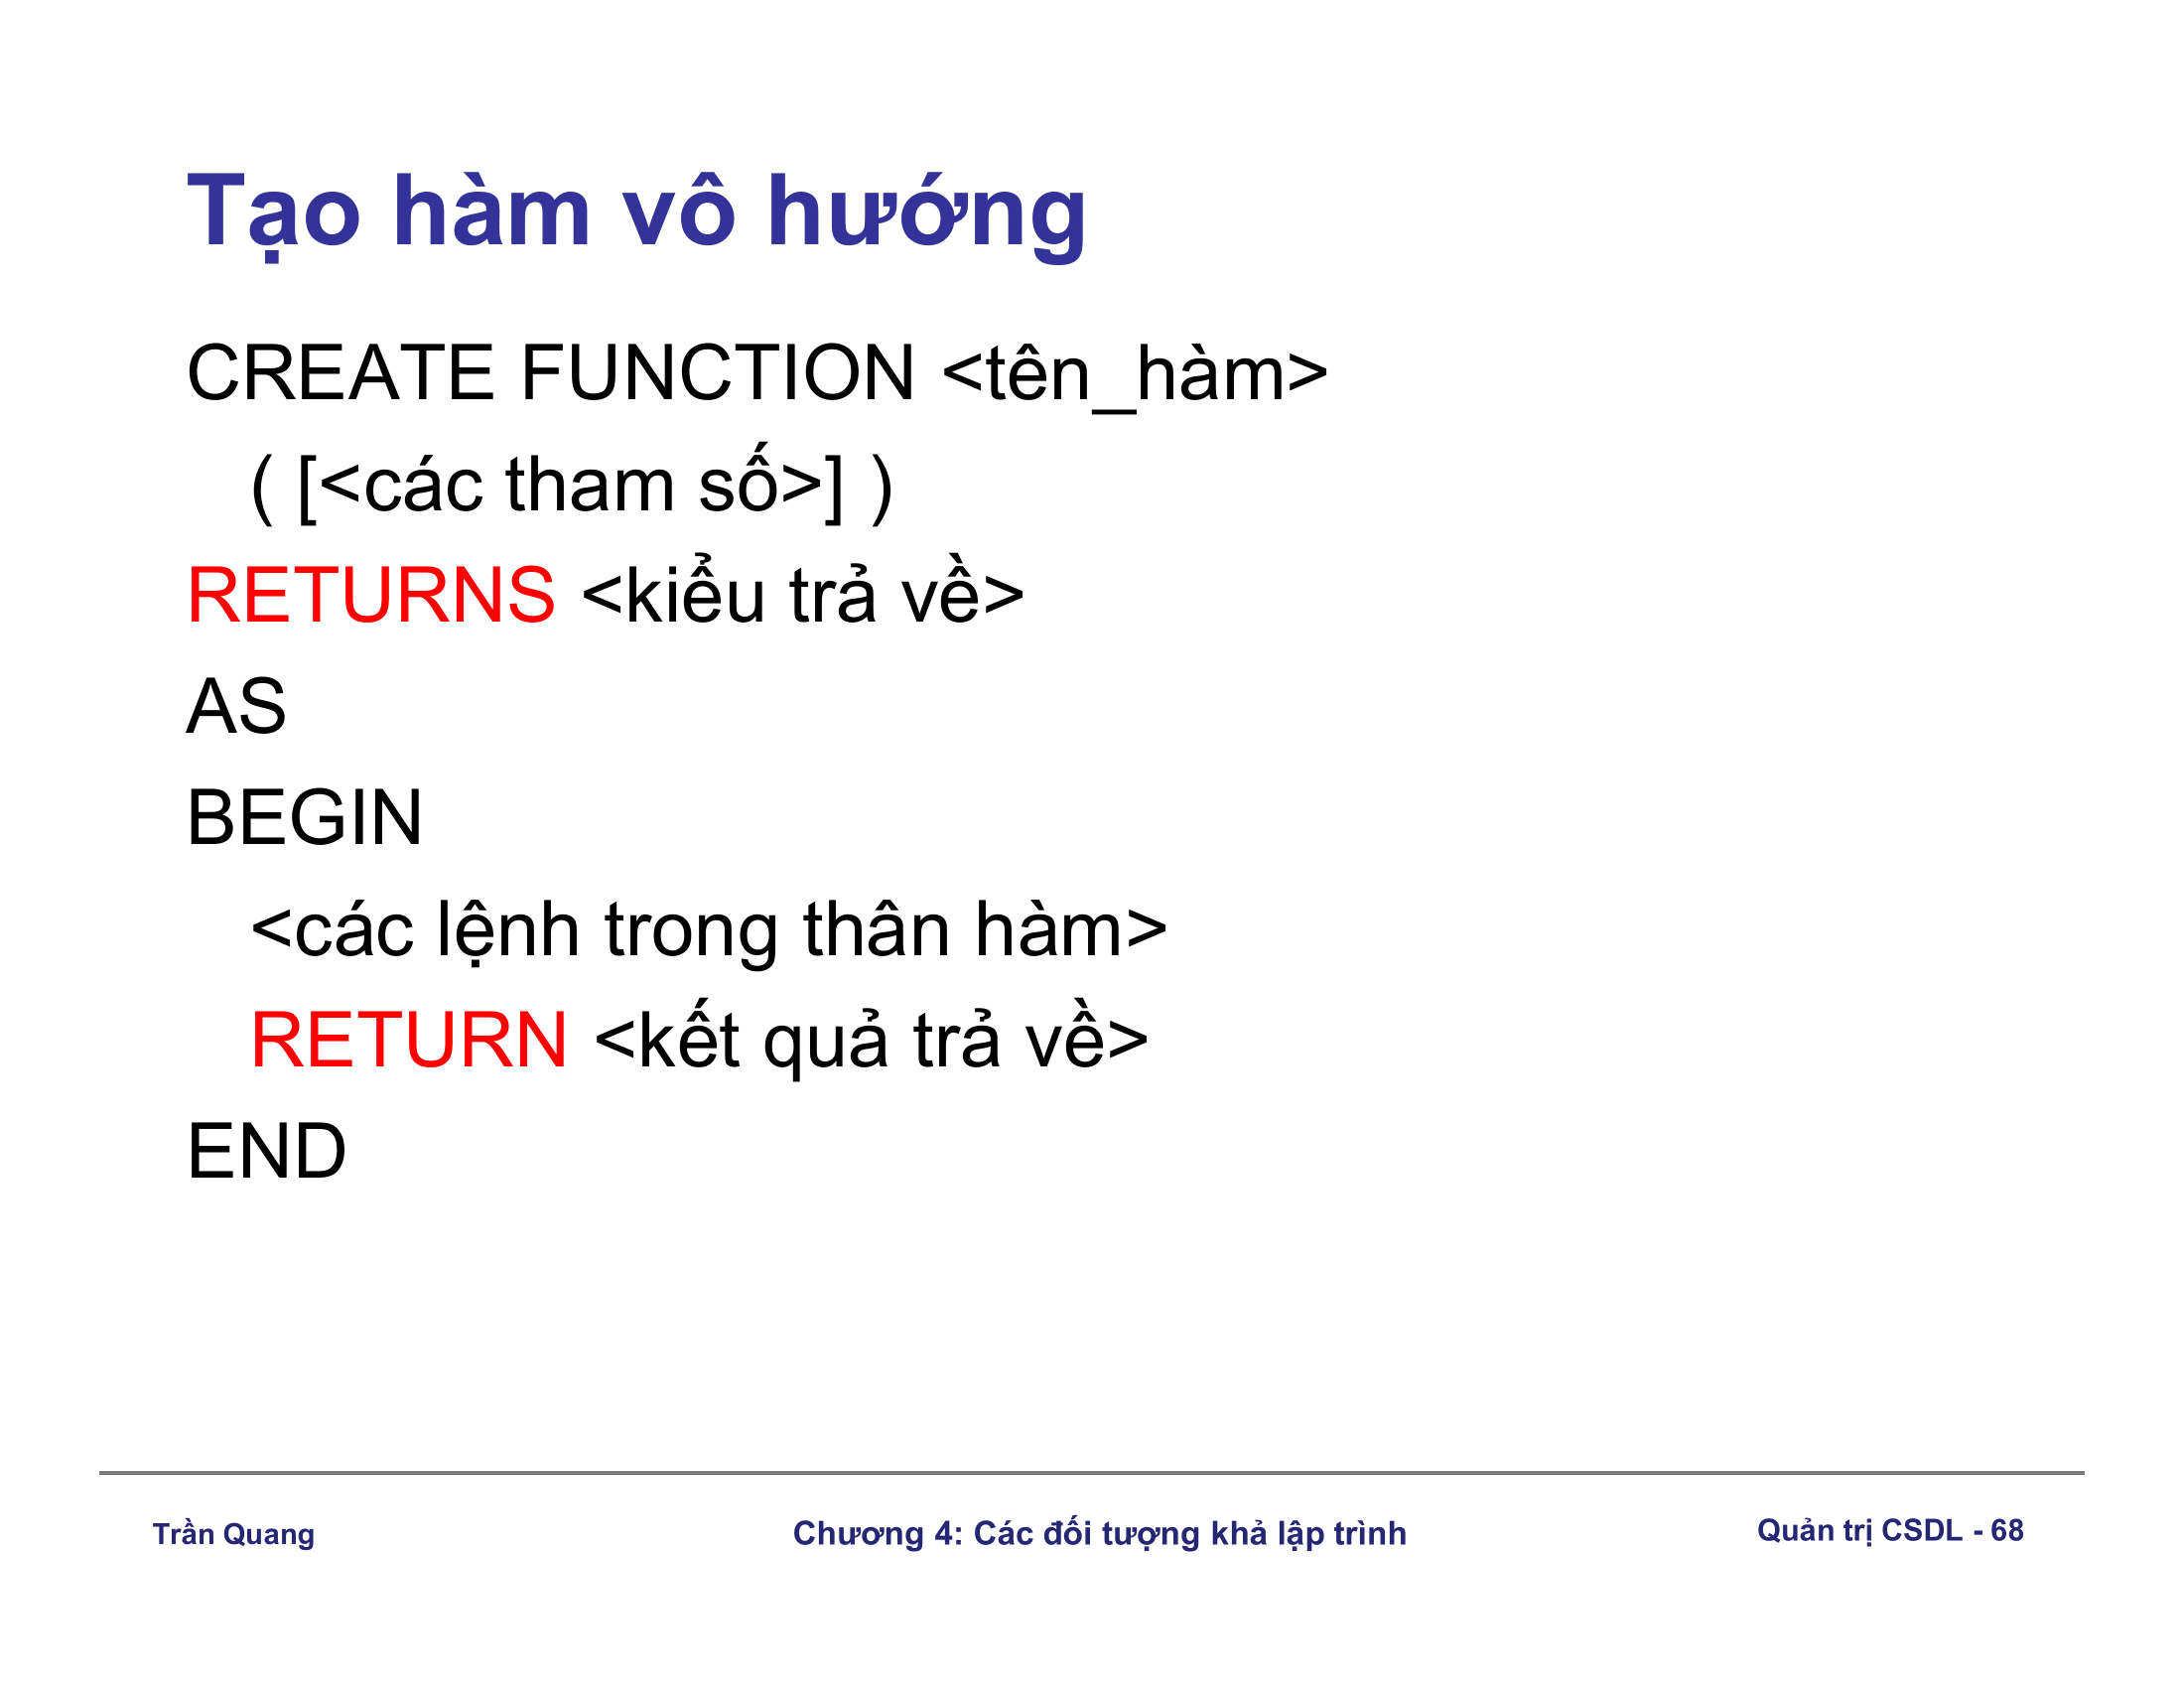 Tạo hàm vô hướng
CREATE FUNCTION <tên_hàm>
( [<các tham số>] )
RETURNS <kiểu trả về>
AS
BEGIN
<các lệnh trong thân hàm>
RETURN <kết quả trả về>
END
Trần Quang
Chương 4: Các đối tượng khả lập trình
Quản trị CSDL - 68